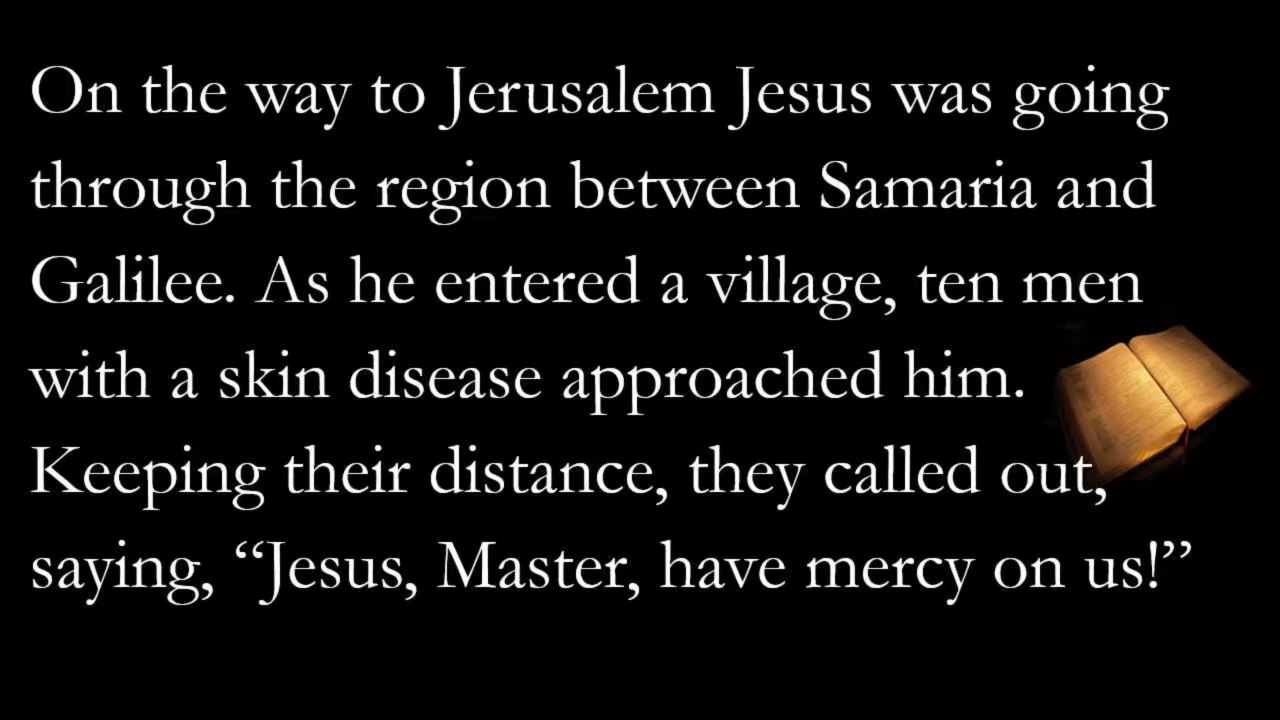 On the way to Jerusalem Jesus was going
through the region between Samaria and
Galilee. As he entered a village, ten men
with a skin disease approached him.
Keeping their distance, they called out,
saying, “Jesus, Master, have mercy on us!”